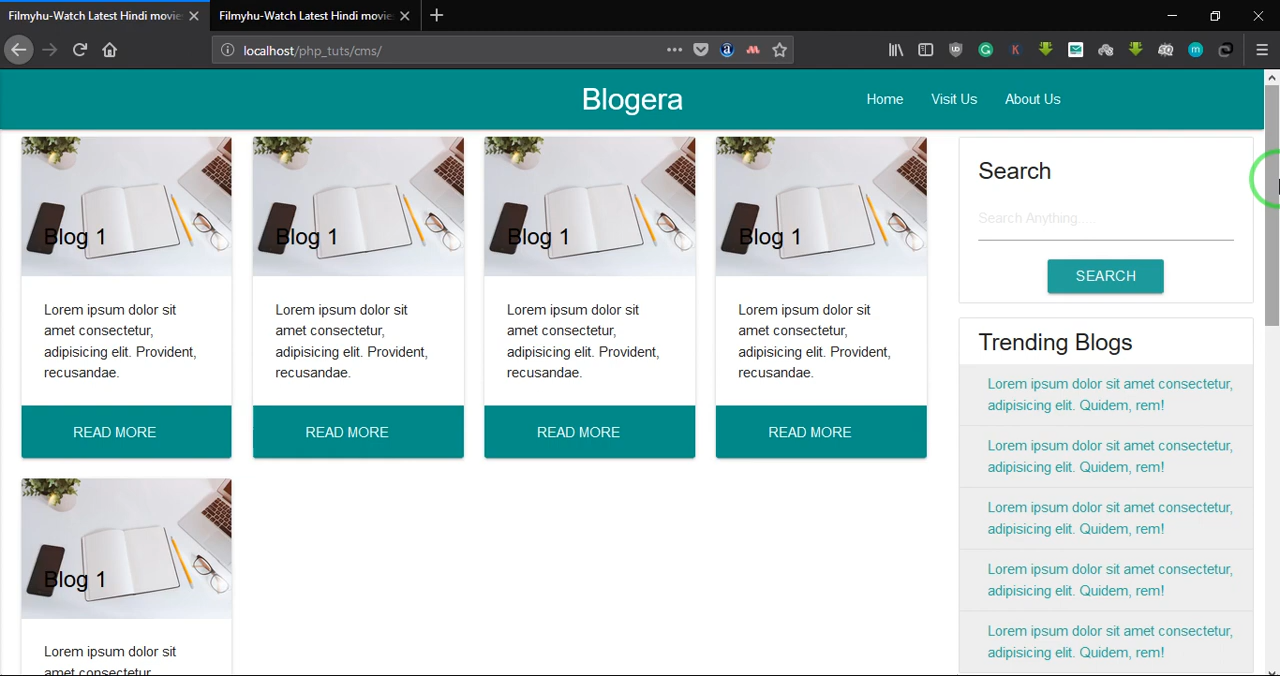 Filmyhu-Watch Latest Hindi movie
Filmyhu-Watch Latest Hindi movie
localhost/php_tuts/cms/
Blogera
Home
Visit Us
About Us
Blog 1
Blog 1
Blog 1
Blog 1
Lorem ipsum dolor sit
amet consectetur,
adipisicing elit. Provident,
recusandae.
READ MORE
Lorem ipsum dolor sit
amet consectetur,
adipisicing elit. Provident,
recusandae.
READ MORE
Lorem ipsum dolor sit
amet consectetur,
adipisicing elit. Provident,
recusandae.
READ MORE
Lorem ipsum dolor sit
amet consectetur,
adipisicing elit. Provident,
recusandae.
READ MORE
Blog 1
Lorem ipsum dolor sit
amet consectetur,
Search
Search Anything.....
SEARCH
Trending Blogs
Lorem ipsum dolor sit amet consectetur,
adipisicing elit. Quidem, rem!
Lorem ipsum dolor sit amet consectetur,
adipisicing elit. Quidem, rem!
Lorem ipsum dolor sit amet consectetur,
adipisicing elit. Quidem, rem!
Lorem ipsum dolor sit amet consectetur,
adipisicing elit. Quidem, rem!
Lorem ipsum dolor sit amet consectetur,
adipisicing elit. Quidem, rem!